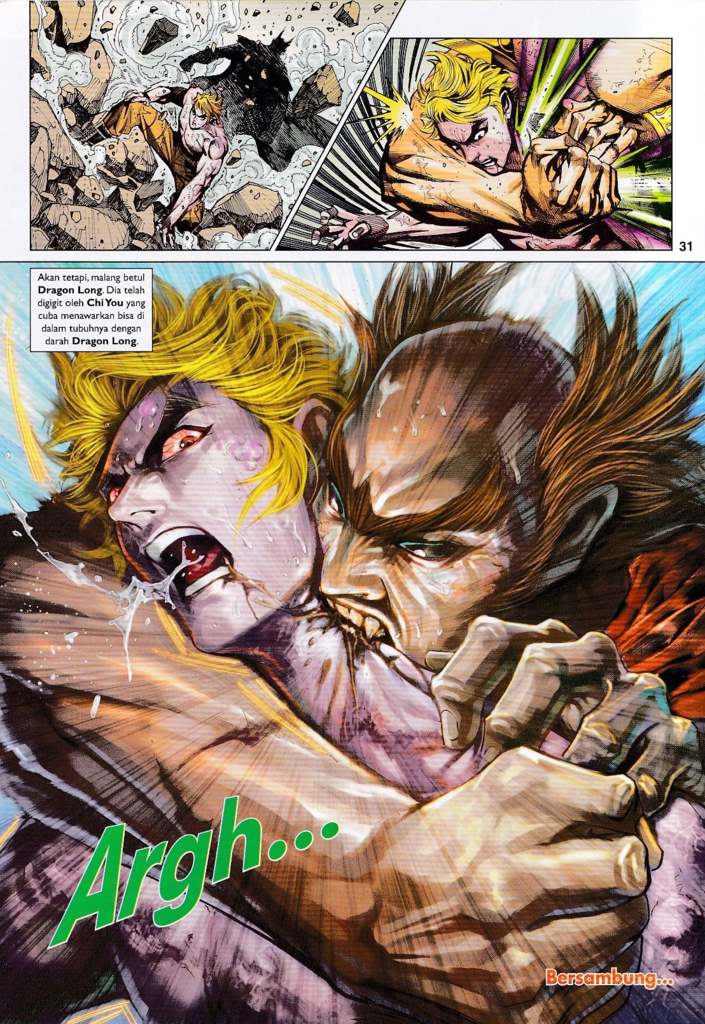 31
Akan tetapi, malang betul
Dragon Long. Dia telah
digigit oleh Chi You yang
cuba menawarkan bisa di
dalam tubuhnya dengan
darah Dragon Long.
Argh...
Bersambung...